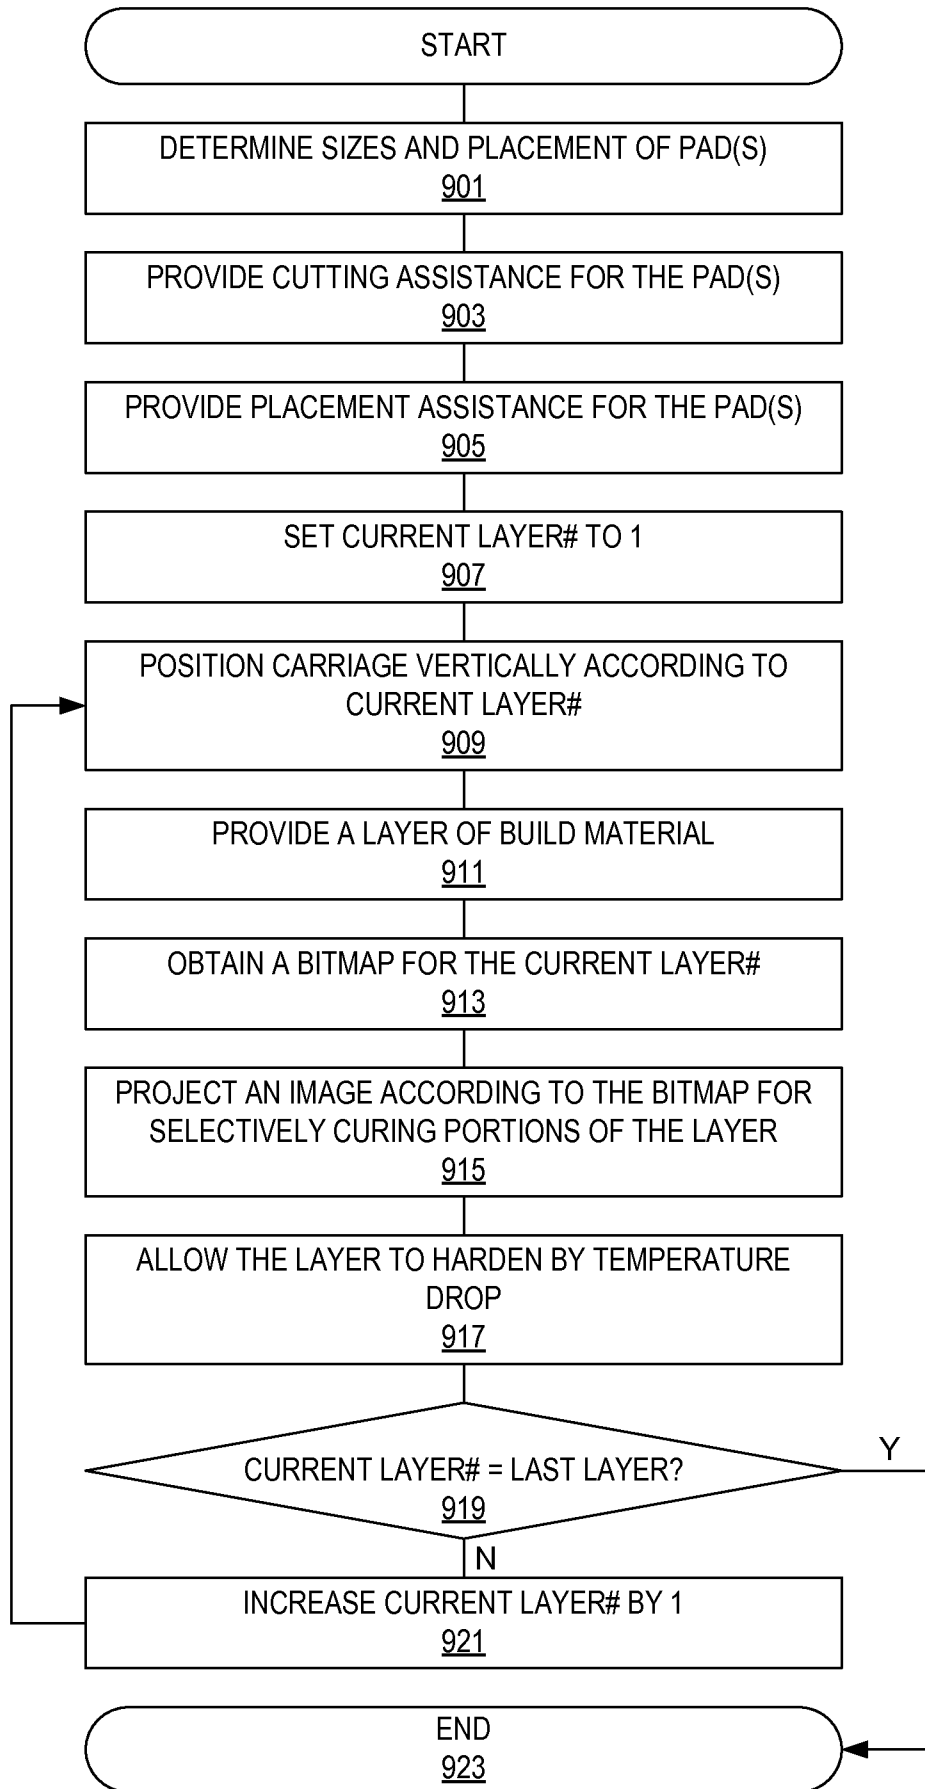 START
DETERMINE SIZES AND PLACEMENT OF PAD(S)
901
PROVIDE CUTTING ASSISTANCE FOR THE PAD(S)
903
PROVIDE PLACEMENT ASSISTANCE FOR THE PAD(S)
905
SET CURRENT LAYER# TO 1
907
POSITION CARRIAGE VERTICALLY ACCORDING TO
CURRENT LAYER#
909
PROVIDE A LAYER OF BUILD MATERIAL
911
OBTAIN A BITMAP FOR THE CURRENT LAYER#
913
PROJECT AN IMAGE ACCORDING TO THE BITMAP FOR
SELECTIVELY CURING PORTIONS OF THE LAYER
915
ALLOW THE LAYER TO HARDEN BY TEMPERATURE
DROP
917
Y
CURRENT LAYER# = LAST LAYER?
919
N
INCREASE CURRENT LAYER# BY 1
921
END
923